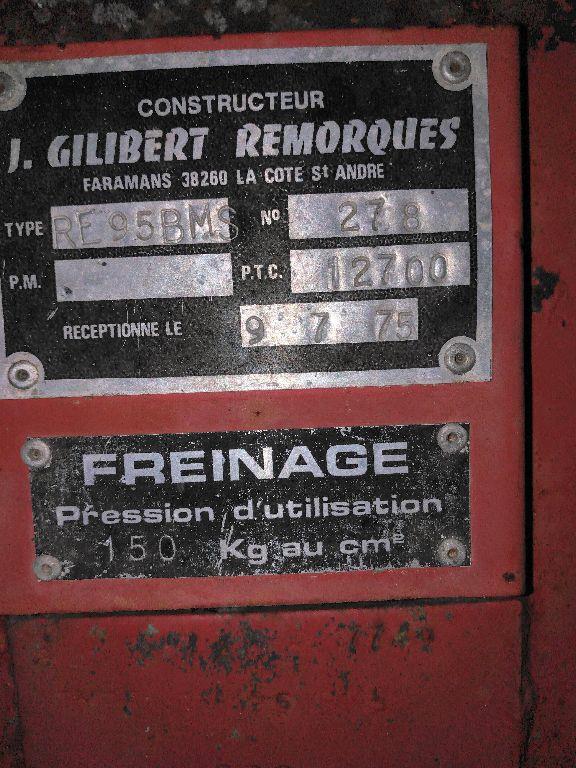 CONSTRUCTEUR
J. GILIBERT REMORQUES
FARAMANS 38260 LA COTE St ANDRE
TYPE RE95BMS No 278
P.M. P.T.C. 12700
RECEPTIONNE LE 9 7 75
FREINAGE
Pression d'utilisation
150 Kg au cm²